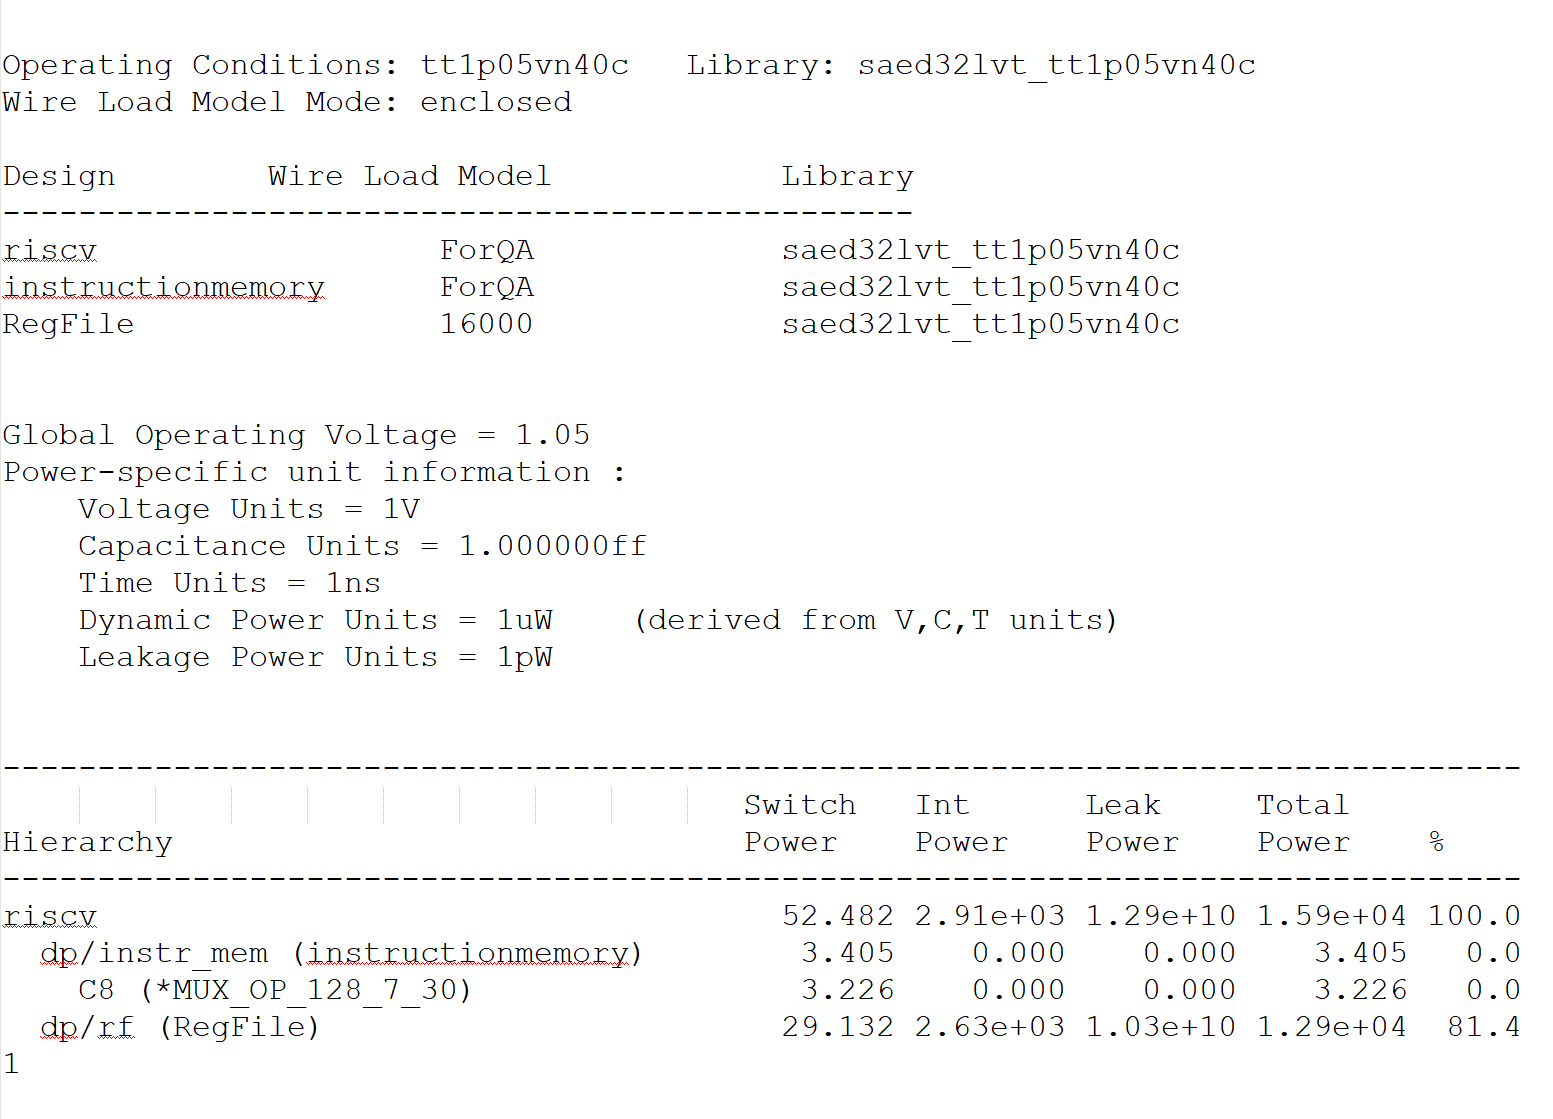 Operating Conditions: tt1p05vn40c   Library: saed32lvt_tt1p05vn40c
Wire Load Model Mode: enclosed
Design        Wire Load Model            Library
------------------------------------------------
riscv                  ForQA             saed32lvt_tt1p05vn40c
instructionmemory      ForQA             saed32lvt_tt1p05vn40c
RegFile                16000             saed32lvt_tt1p05vn40c
Global Operating Voltage = 1.05
Power-specific unit information :
    Voltage Units = 1V
    Capacitance Units = 1.000000ff
    Time Units = 1ns
    Dynamic Power Units = 1uW    (derived from V,C,T units)
    Leakage Power Units = 1pW
--------------------------------------------------------------------------------
                                       Switch   Int      Leak     Total
Hierarchy                              Power    Power    Power    Power    %
--------------------------------------------------------------------------------
riscv                                    52.482 2.91e+03 1.29e+10 1.59e+04 100.0
  dp/instr_mem (instructionmemory)        3.405    0.000    0.000    3.405   0.0
    C8 (*MUX_OP_128_7_30)                 3.226    0.000    0.000    3.226   0.0
  dp/rf (RegFile)                        29.132 2.63e+03 1.03e+10 1.29e+04  81.4
1